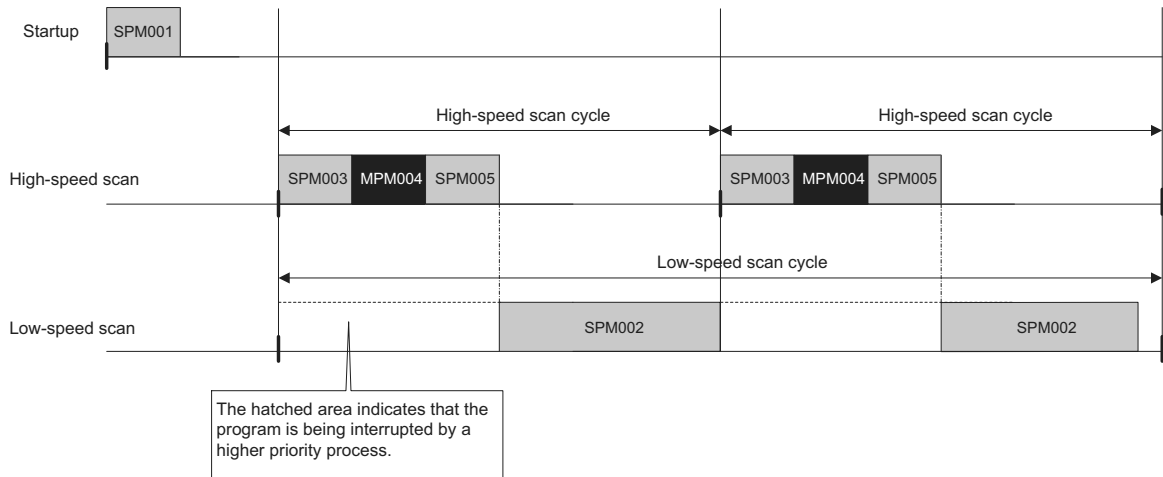 Startup
SPM001
High-speed scan cycle
High-speed scan cycle
High-speed scan
SPM003
MPM004
SPM005
SPM003
MPM004
SPM005
Low-speed scan cycle
Low-speed scan
SPM002
SPM002
The hatched area indicates that the
program is being interrupted by a
higher priority process.